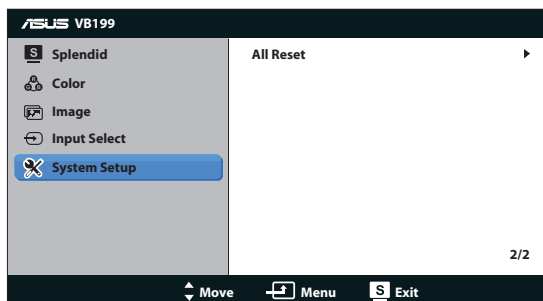 ASUS VB199
S Splendid
Color
Image
Input Select
System Setup
All Reset
2/2
Move Menu S Exit